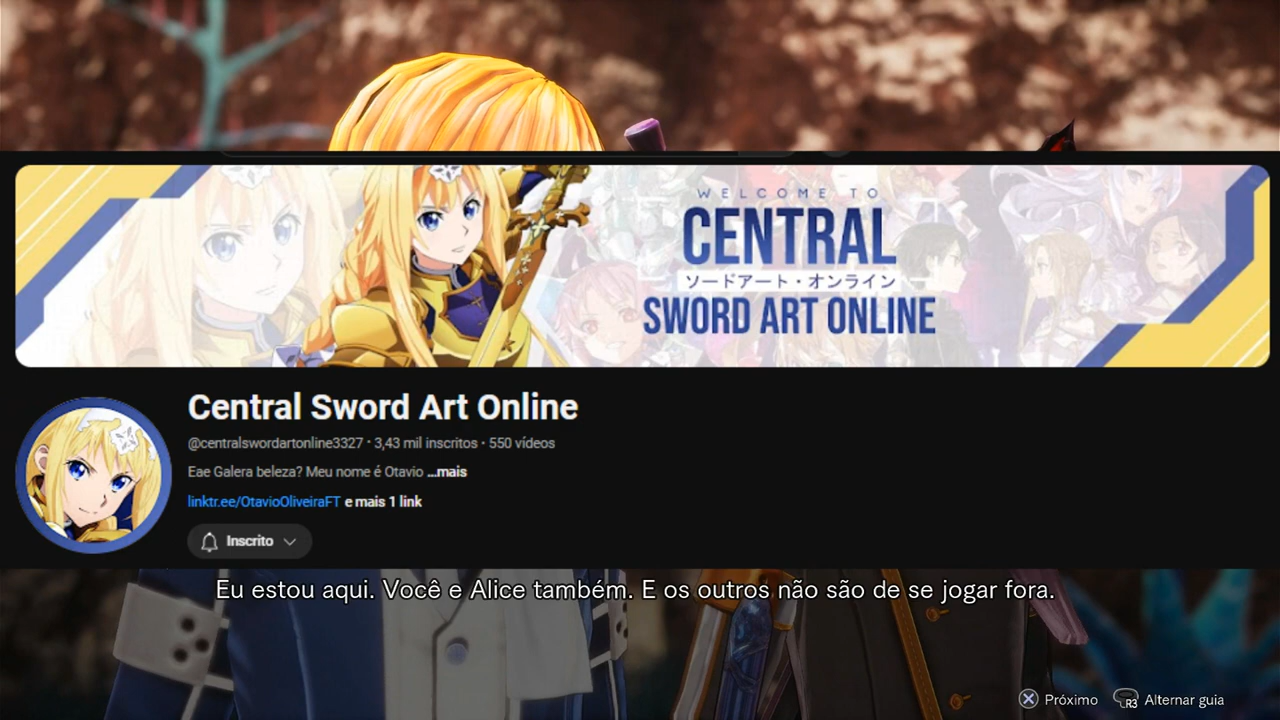 WELCOME TO
CENTRAL
ソードアート・オンライン
SWORD ART ONLINE
Central Sword Art Online
@centralswordartonline3327 · 3,43 mil inscritos · 550 vídeos
Eae Galera beleza? Meu nome é Otavio ...mais
linktr.ee/OtavioOliveiraFT e mais 1 link
Inscrito
Eu estou aqui. Você e Alice também. E os outros não são de se jogar fora.
Próximo R3 Alternar guia